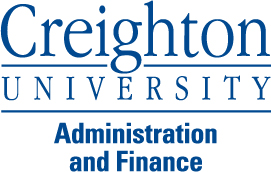 Creighton
UNIVERSITY
Administration
and Finance